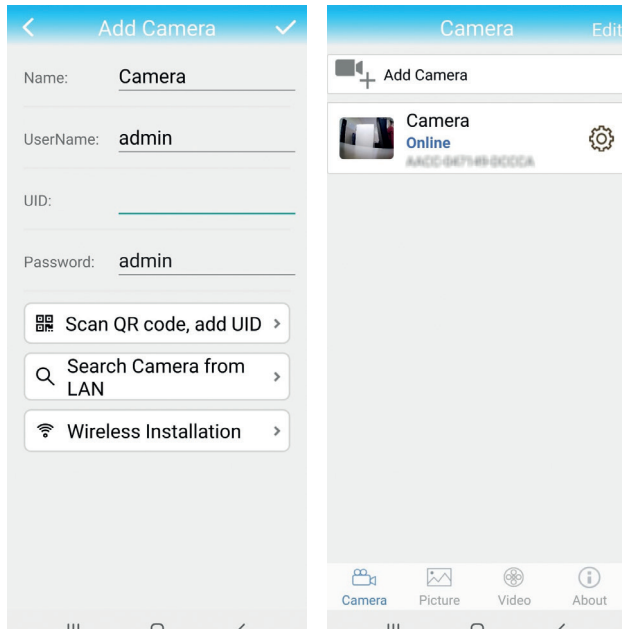 Add Camera
Name: Camera
UserName: admin
UID:
Password: admin
Scan QR code, add UID
Search Camera from
LAN
Wireless Installation
Camera Edit
Add Camera
Camera
Online
Camera Picture Video About